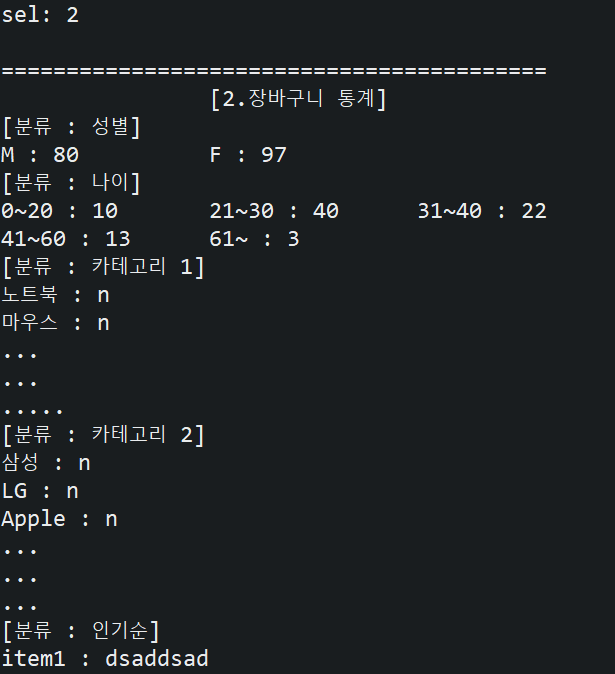 sel: 2
==========================================
[2.장바구니 통계]
[분류 : 성별]
M : 80 F : 97
[분류 : 나이]
0~20 : 10 21~30 : 40 31~40 : 22
41~60 : 13 61~ : 3
[분류 : 카테고리 1]
노트북 : n
마우스 : n
...
...
.....
[분류 : 카테고리 2]
삼성 : n
LG : n
Apple : n
...
...
...
[분류 : 인기순]
item1 : dsaddsad